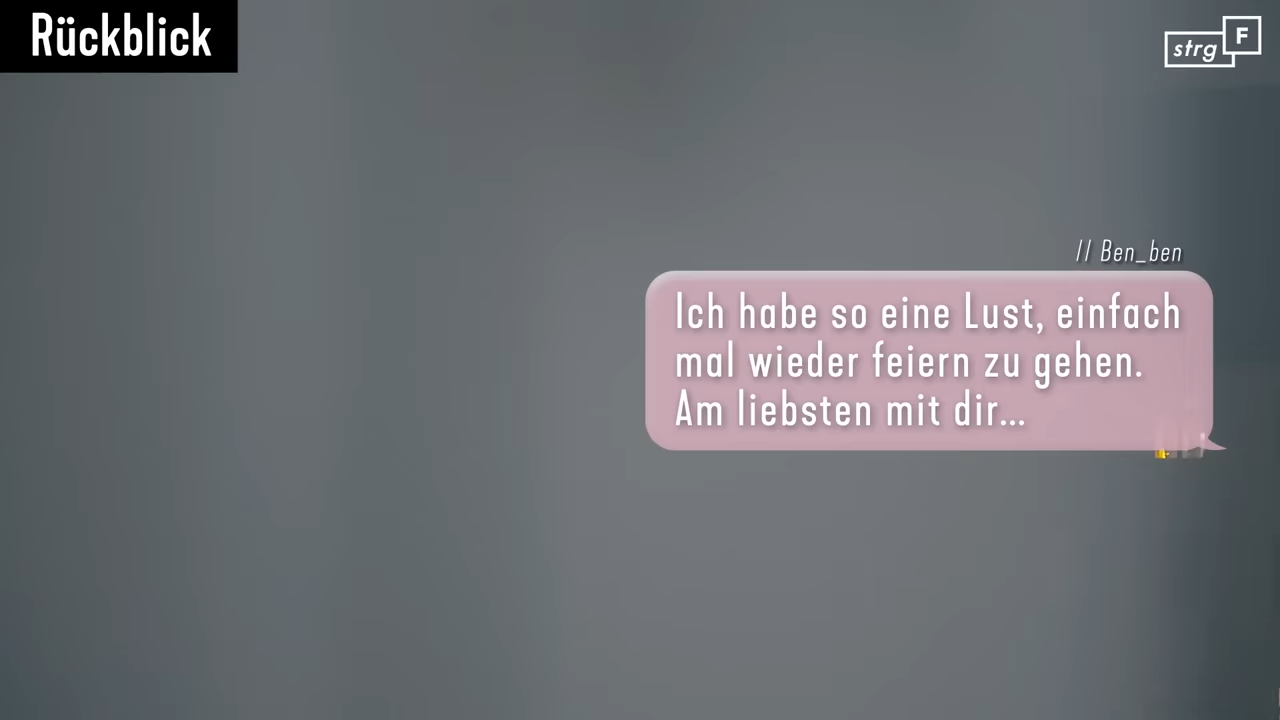 Rückblick
strg F
// Ben_ben
Ich habe so eine Lust, einfach
mal wieder feiern zu gehen.
Am liebsten mit dir...